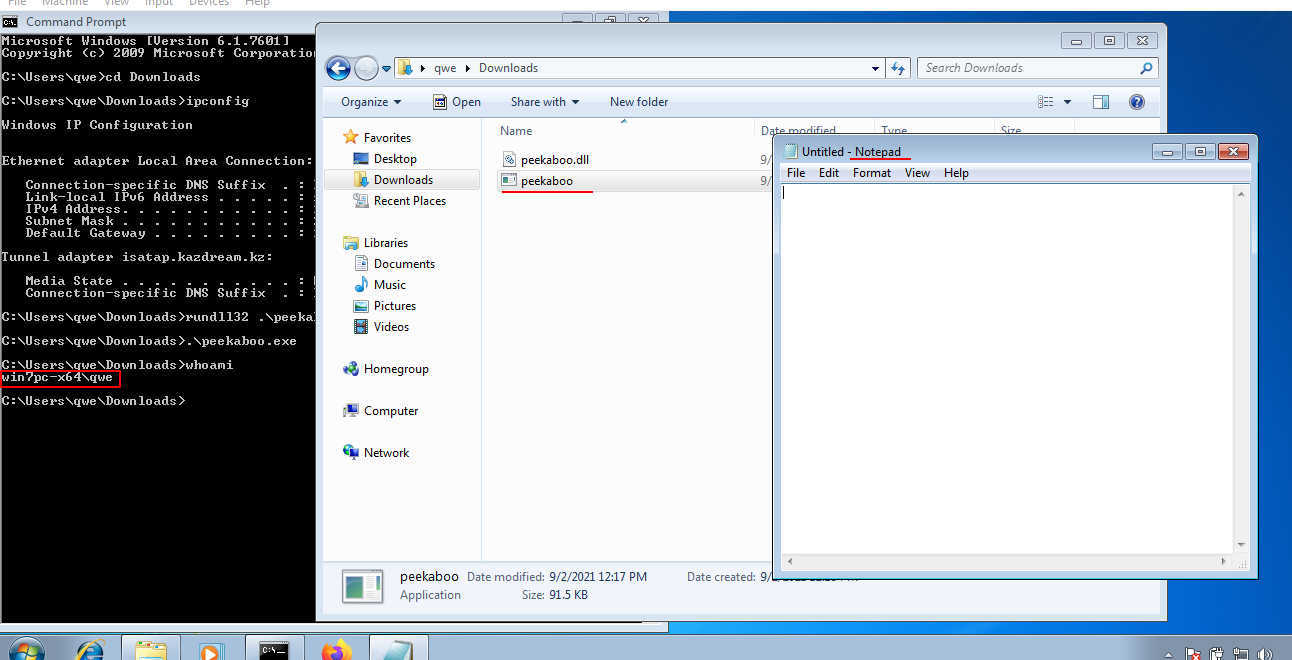 File Machine View Input Devices Help
Command Prompt
Microsoft Windows [Version 6.1.7601]
Copyright (c) 2009 Microsoft Corporation
C:\Users\qwe>cd Downloads
C:\Users\qwe\Downloads>ipconfig
Windows IP Configuration
Ethernet adapter Local Area Connection:
Connection-specific DNS Suffix . :
Link-local IPv6 Address . . . . . :
IPv4 Address. . . . . . . . . . . :
Subnet Mask . . . . . . . . . . . :
Default Gateway . . . . . . . . . :
Tunnel adapter isatap.kazdream.kz:
Media State . . . . . . . . . . . :
Connection-specific DNS Suffix . :
C:\Users\qwe\Downloads>rundll32 .\peeka
C:\Users\qwe\Downloads>.\peekaboo.exe
C:\Users\qwe\Downloads>whoami
win7pc-x64\qwe
C:\Users\qwe\Downloads>
qwe Downloads
Search Downloads
Organize Open Share with New folder
Favorites
Desktop
Downloads
Recent Places
Libraries
Documents
Music
Pictures
Videos
Homegroup
Computer
Network
Name Date modified Type Size
peekaboo.dll 9/
peekaboo 9/
peekaboo Date modified: 9/2/2021 12:17 PM Date created:
Application Size: 91.5 KB
Untitled - Notepad
File Edit Format View Help